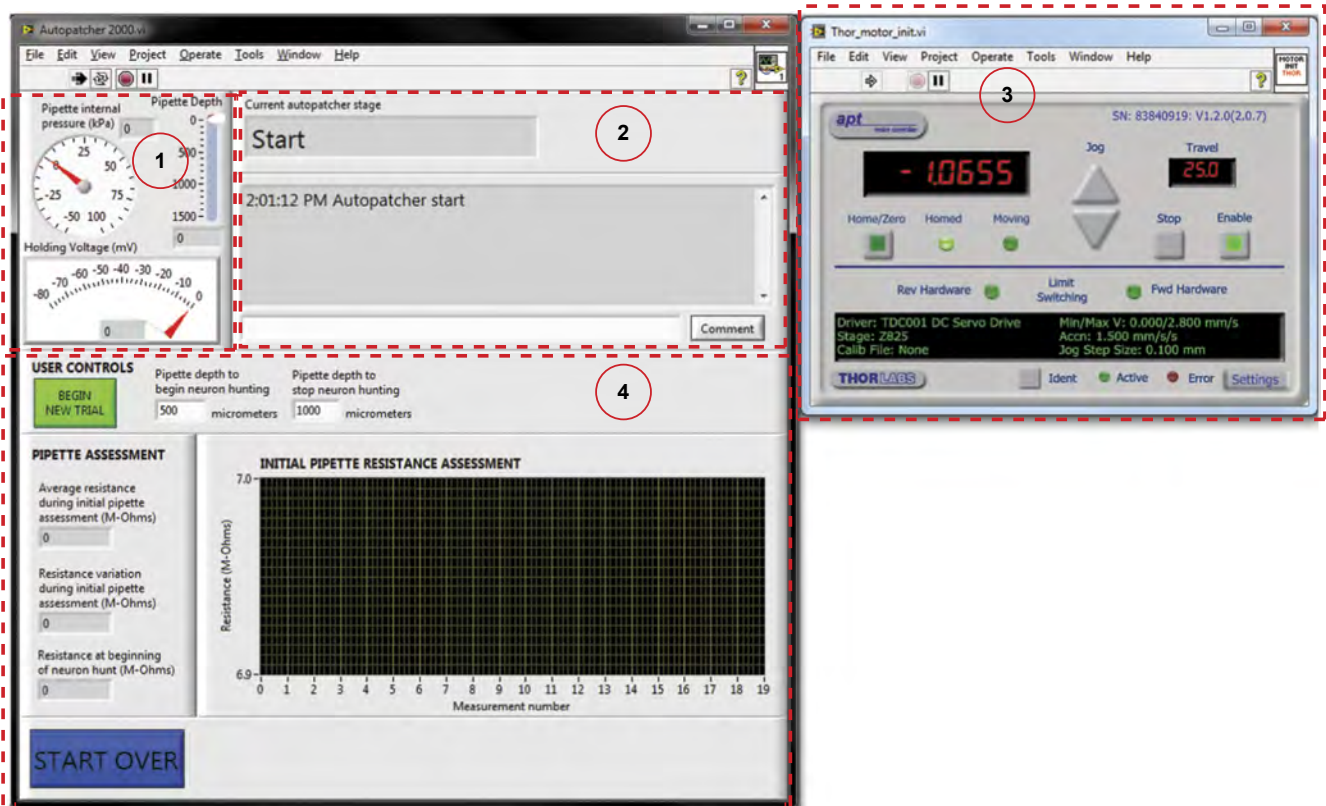 Autopatcher 2000.vi
File Edit View Project Operate Tools Window Help
1
Pipette internal
pressure (kPa)
0
25
0
50
-25
75
-50 100
Pipette Depth
0
500
1000
1500
0
1
Holding Voltage (mV)
-80 -70 -60 -50 -40 -30 -20 -10 0
0
Current autopatcher stage
Start
2
2:01:12 PM Autopatcher start
Comment
USER CONTROLS
BEGIN
NEW TRIAL
Pipette depth to
begin neuron hunting
500 micrometers
Pipette depth to
stop neuron hunting
1000 micrometers
4
PIPETTE ASSESSMENT
Average resistance
during initial pipette
assessment (M-Ohms)
0
Resistance variation
during initial pipette
assessment (M-Ohms)
0
Resistance at beginning
of neuron hunt (M-Ohms)
0
INITIAL PIPETTE RESISTANCE ASSESSMENT
7.0
Resistance (M-Ohms)
6.9
0 1 2 3 4 5 6 7 8 9 10 11 12 13 14 15 16 17 18 19
Measurement number
START OVER
Thor_motor_init.vi
File Edit View Project Operate Tools Window Help
MOTOR
INIT
THOR
3
apt
SN: 83840919: V1.2.0(2.0.7)
- 1.0655
Jog
Travel
25.0
Home/Zero Homed Moving
Stop Enable
Rev Hardware
Limit
Switching
Fwd Hardware
Driver: TDC001 DC Servo Drive
Stage: Z825
Calib File: None
Min/Max V: 0.000/2.800 mm/s
Accn: 1.500 mm/s/s
Jog Step Size: 0.100 mm
THORLABS
Ident Active Error Settings